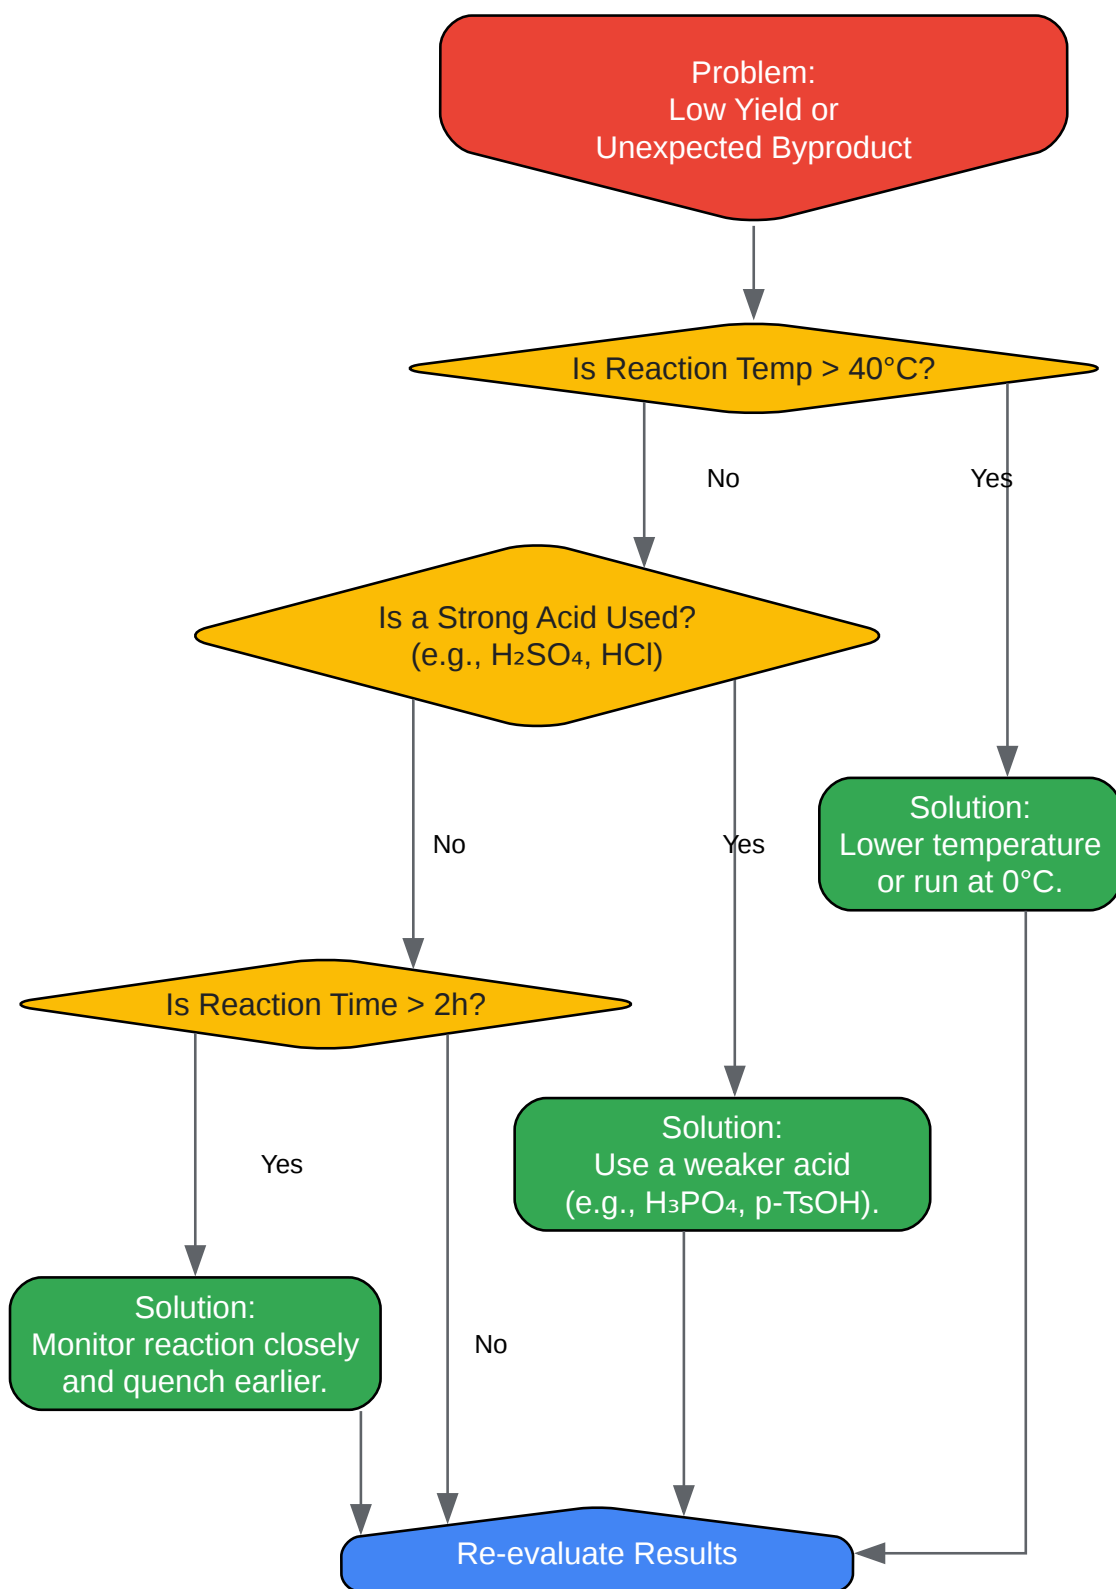 Problem:
Low Yield or
Unexpected Byproduct
Is Reaction Temp > 40°C?
No
Yes
Is a Strong Acid Used?
(e.g., H₂SO₄, HCl)
Solution:
Lower temperature
or run at 0°C.
No
Yes
Is Reaction Time > 2h?
Solution:
Use a weaker acid
(e.g., H₃PO₄, p-TsOH).
Yes
Solution:
Monitor reaction closely
and quench earlier.
No
Re-evaluate Results